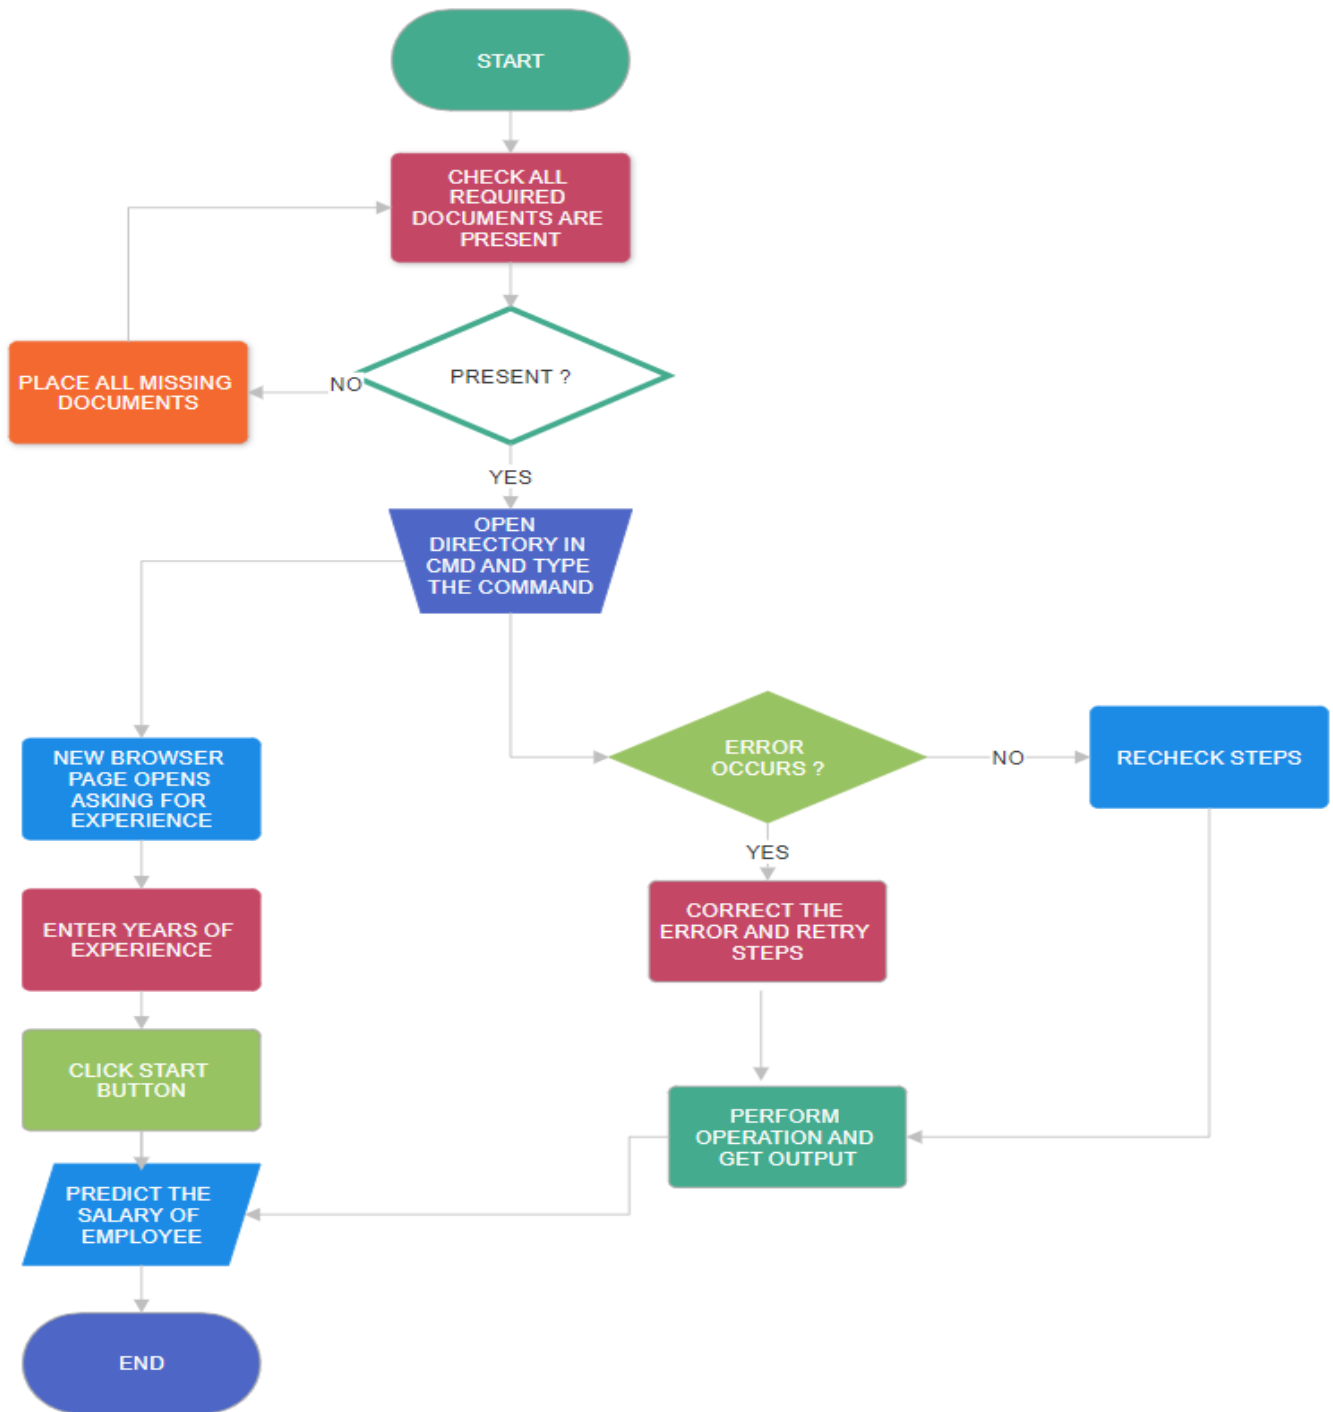 START
CHECK ALL
REQUIRED
DOCUMENTS ARE
PRESENT
PRESENT ?
NO
PLACE ALL MISSING
DOCUMENTS
YES
OPEN
DIRECTORY IN
CMD AND TYPE
THE COMMAND
NEW BROWSER
PAGE OPENS
ASKING FOR
EXPERIENCE
ERROR
OCCURS ?
NO
RECHECK STEPS
YES
CORRECT THE
ERROR AND RETRY
STEPS
ENTER YEARS OF
EXPERIENCE
CLICK START
BUTTON
PERFORM
OPERATION AND
GET OUTPUT
PREDICT THE
SALARY OF
EMPLOYEE
END